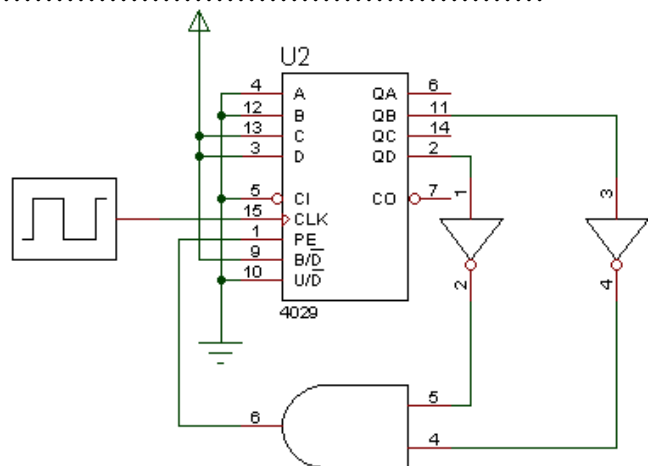 ..................................................
U2
4 A QA 6
12 B QB 11
13 C QC 14
3 D QD 2
5 CI CO 7
15 CLK
1 PE
9 B/D
10 U/D
4029
1 3
2 4
6 5
4